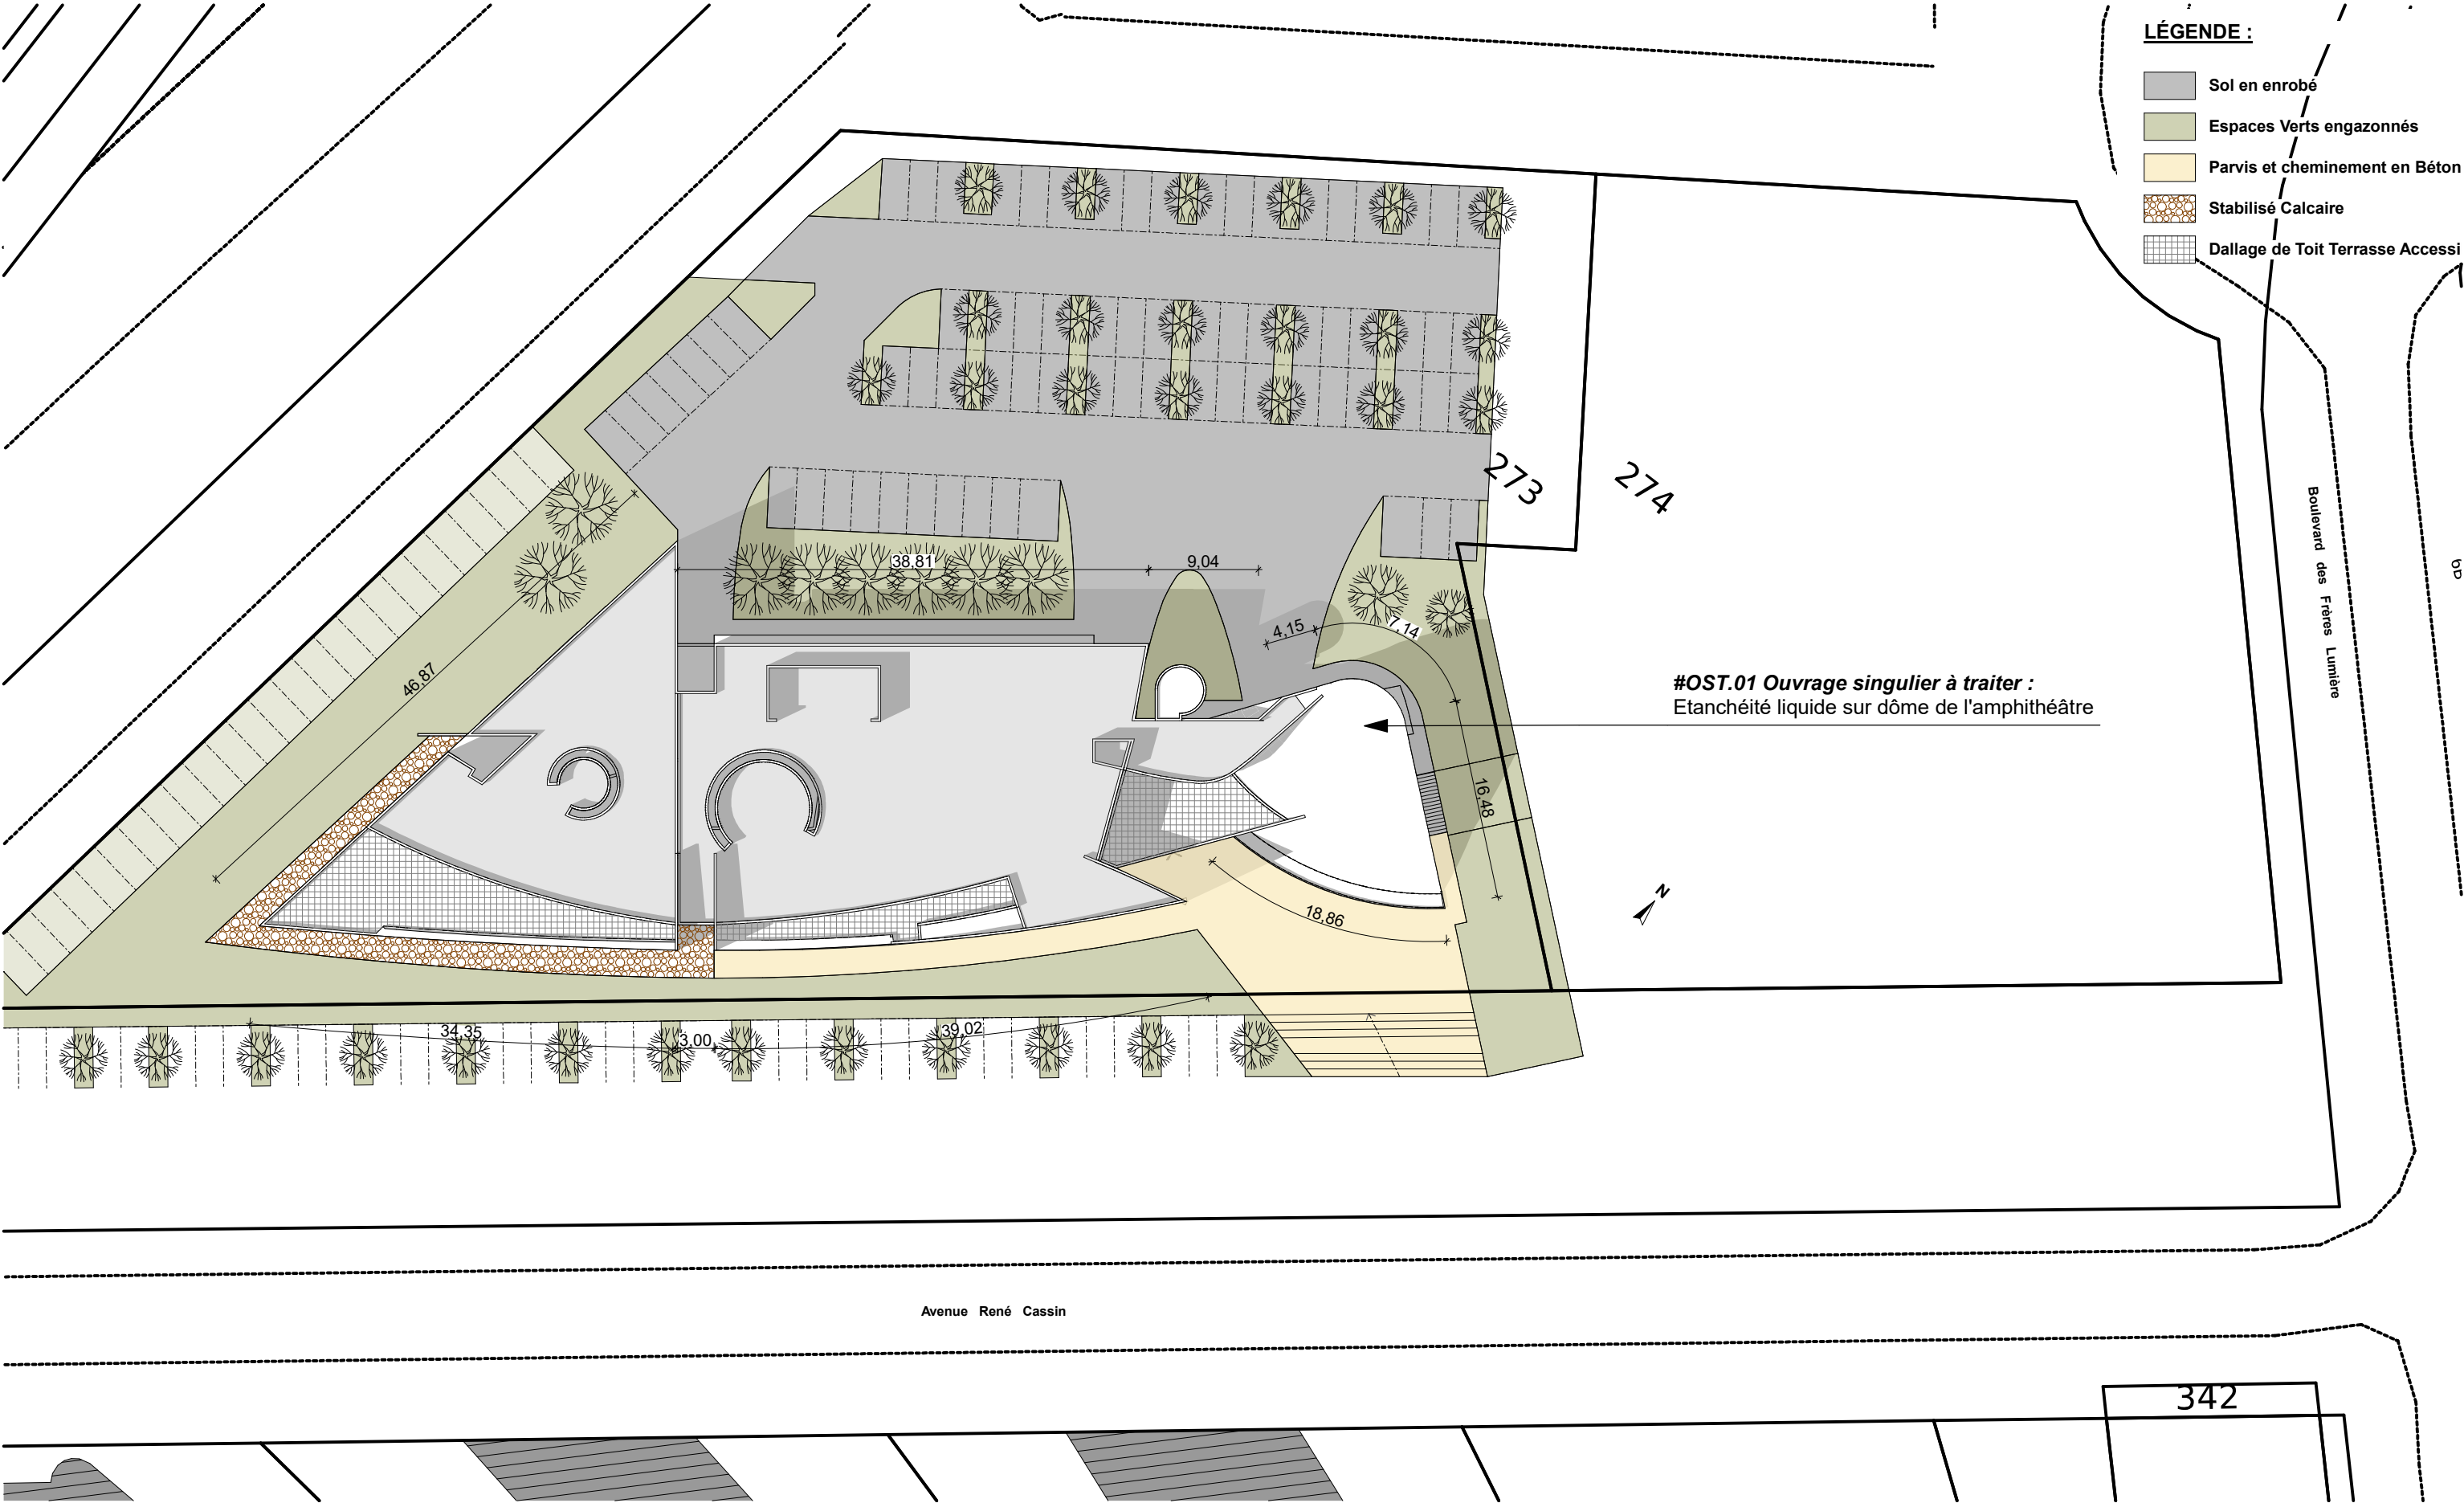 LÉGENDE :
Sol en enrobé
Espaces Verts engazonnés
Parvis et cheminement en Béton
Stabilisé Calcaire
Dallage de Toit Terrasse Accessi
273
274
Boulevard des Frères Lumière
38,81
9,04
4,15
7,14
46,87
#OST.01 Ouvrage singulier à traiter :
Etanchéité liquide sur dôme de l'amphithéâtre
16,48
N
18,86
34,35
3,00
39,02
Avenue René Cassin
342